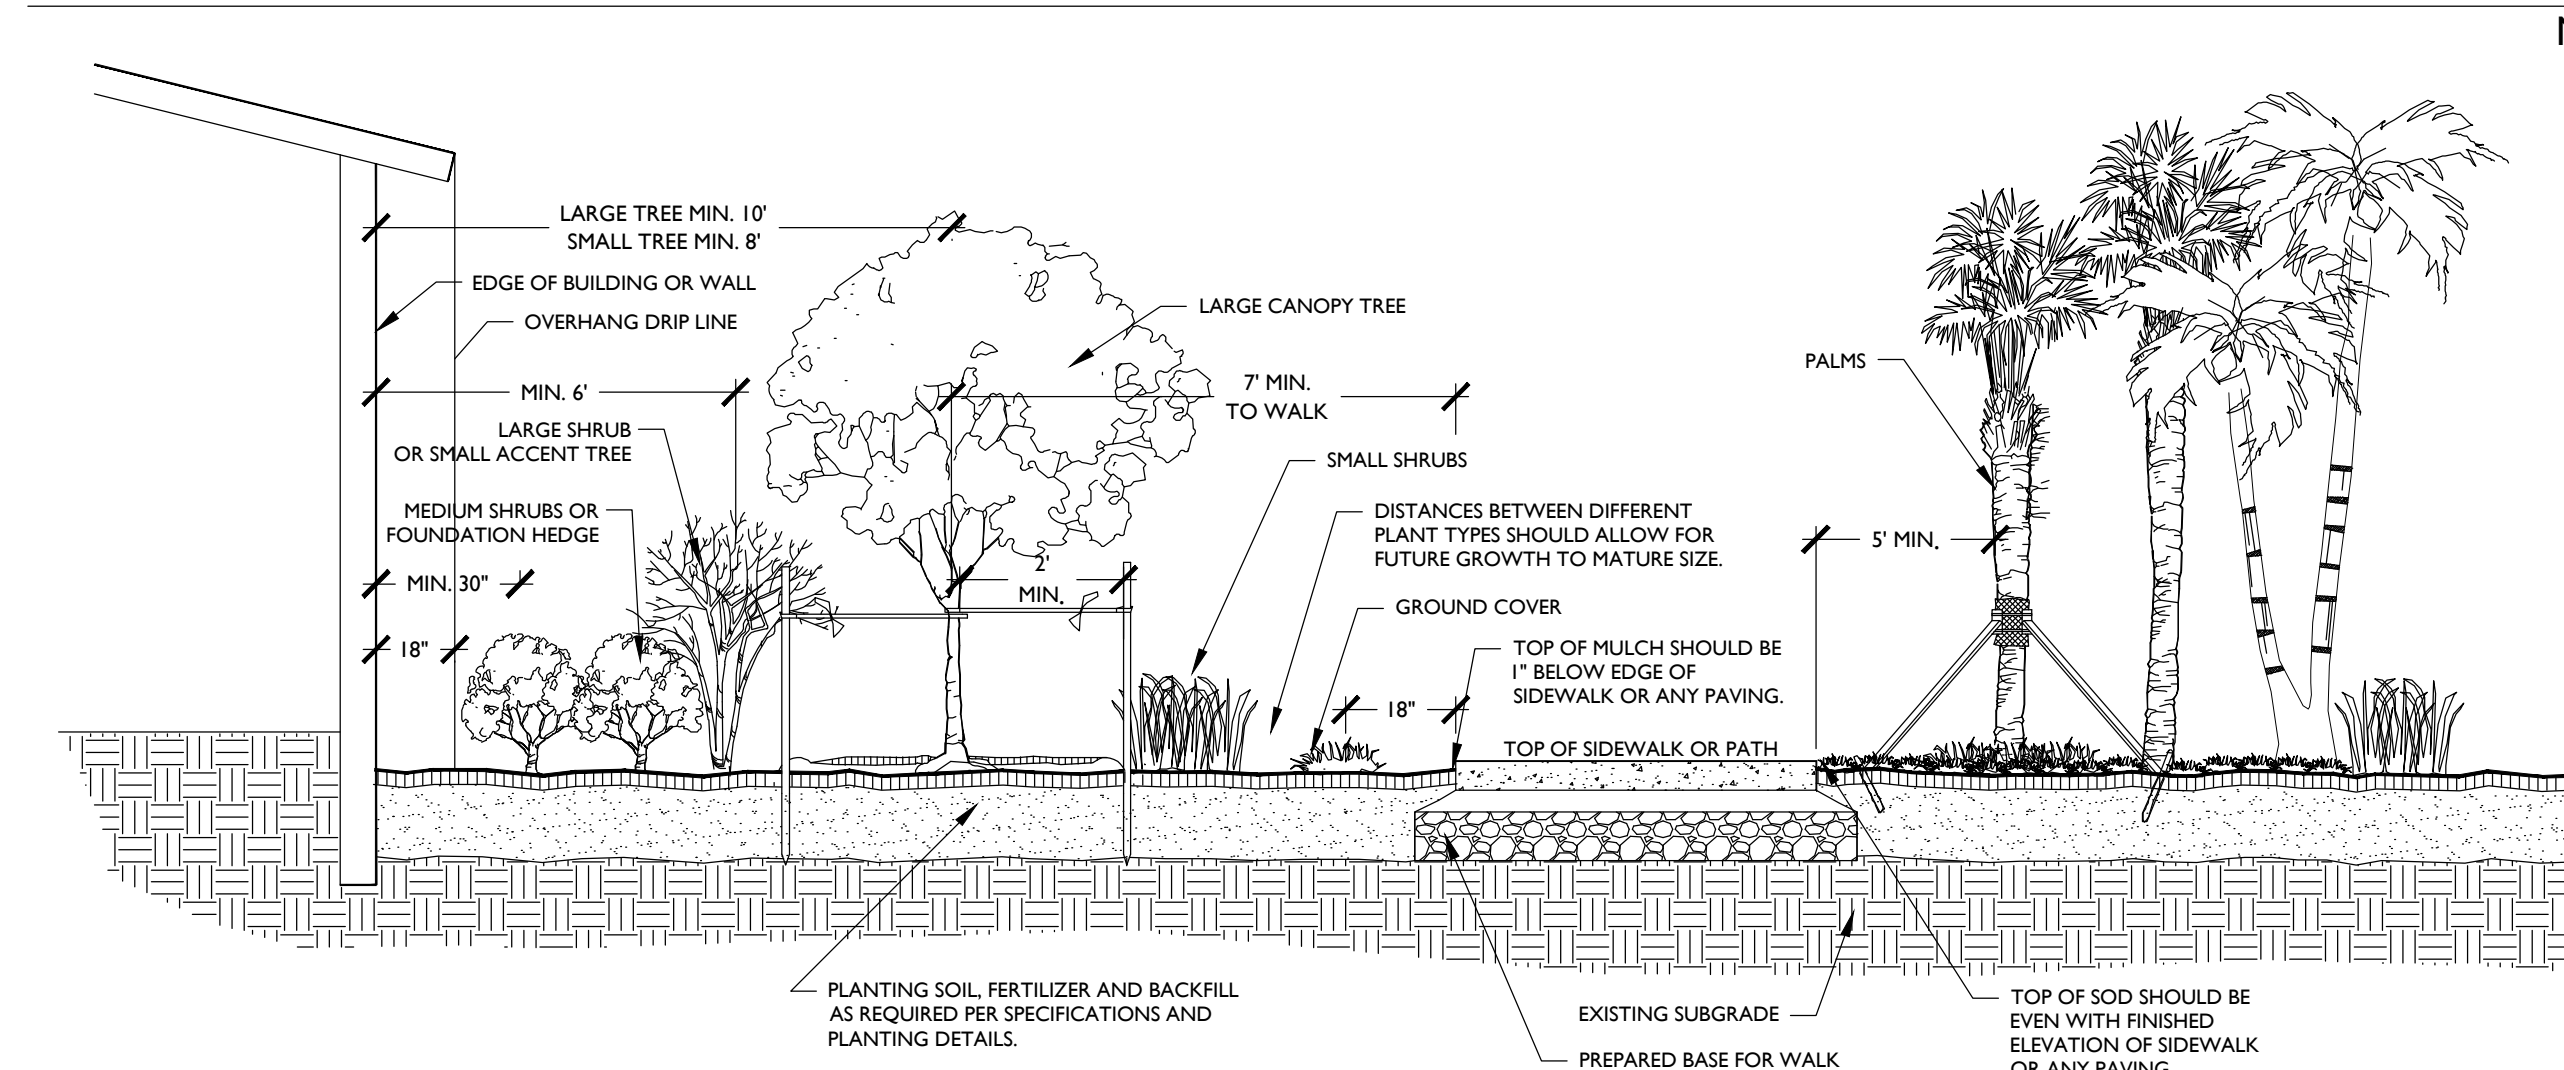 LARGE TREE MIN. 10'
SMALL TREE MIN. 8'
EDGE OF BUILDING OR WALL
OVERHANG DRIP LINE
LARGE CANOPY TREE
MIN. 6'
7' MIN.
TO WALK
PALMS
LARGE SHRUB
OR SMALL ACCENT TREE
SMALL SHRUBS
MEDIUM SHRUBS OR
FOUNDATION HEDGE
DISTANCES BETWEEN DIFFERENT
PLANT TYPES SHOULD ALLOW FOR
FUTURE GROWTH TO MATURE SIZE.
5' MIN.
MIN. 30"
2'
MIN.
GROUND COVER
18"
TOP OF MULCH SHOULD BE
1" BELOW EDGE OF
SIDEWALK OR ANY PAVING.
18"
TOP OF SIDEWALK OR PATH
PLANTING SOIL, FERTILIZER AND BACKFILL
AS REQUIRED PER SPECIFICATIONS AND
PLANTING DETAILS.
EXISTING SUBGRADE
PREPARED BASE FOR WALK
TOP OF SOD SHOULD BE
EVEN WITH FINISHED
ELEVATION OF SIDEWALK
OR ANY PAVING